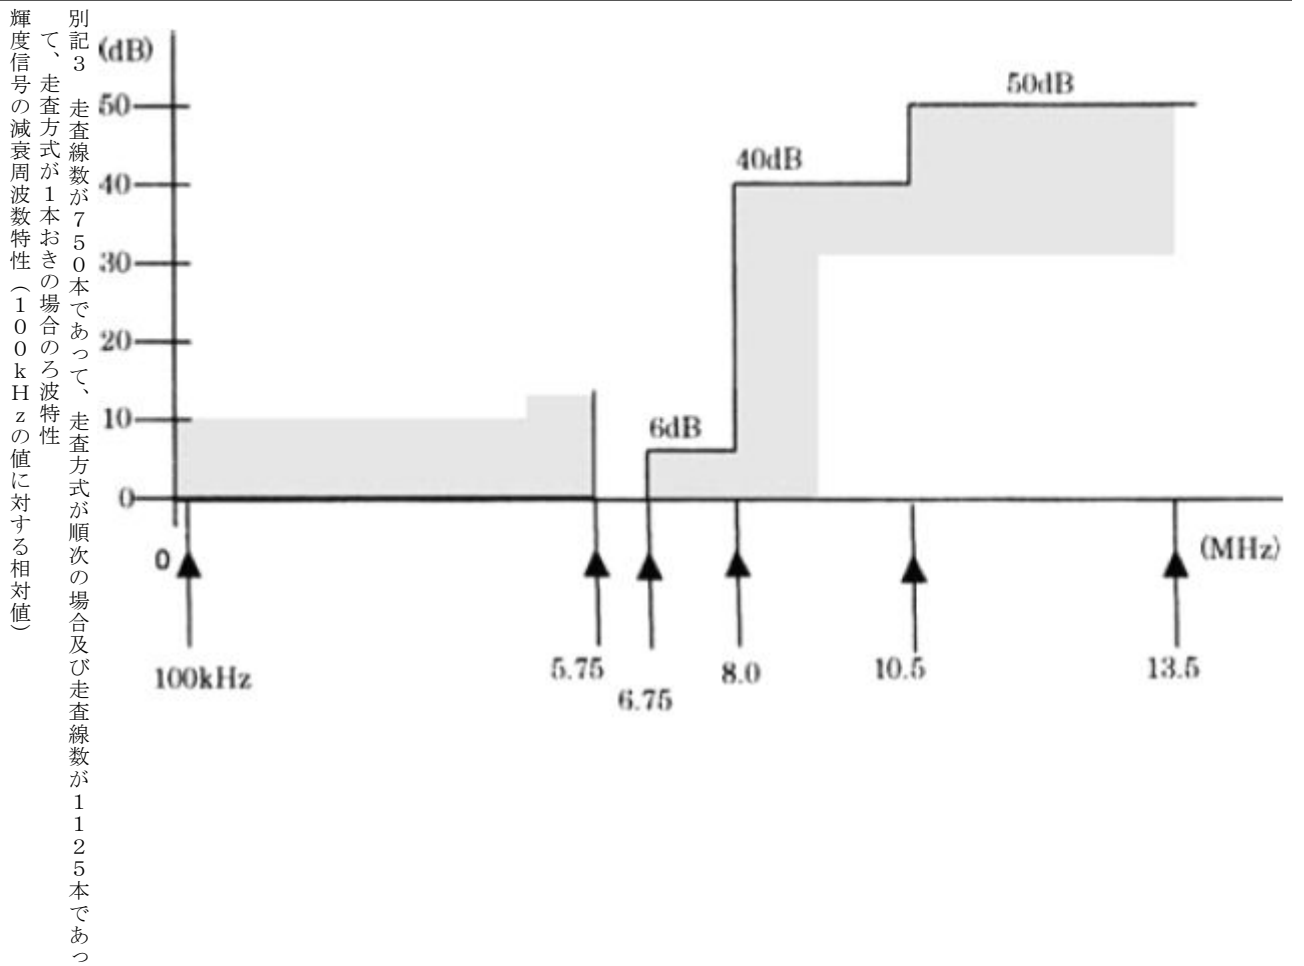 別記3　走査線数が750本であって、走査方式が順次の場合及び走査線数が1125本であっ
て、走査方式が1本おきの場合のろ波特性
輝度信号の減衰周波数特性（100kHzの値に対する相対値）
(dB)
50
40
30
20
10
0
50dB
40dB
6dB
0
(MHz)
100kHz
5.75
6.75
8.0
10.5
13.5